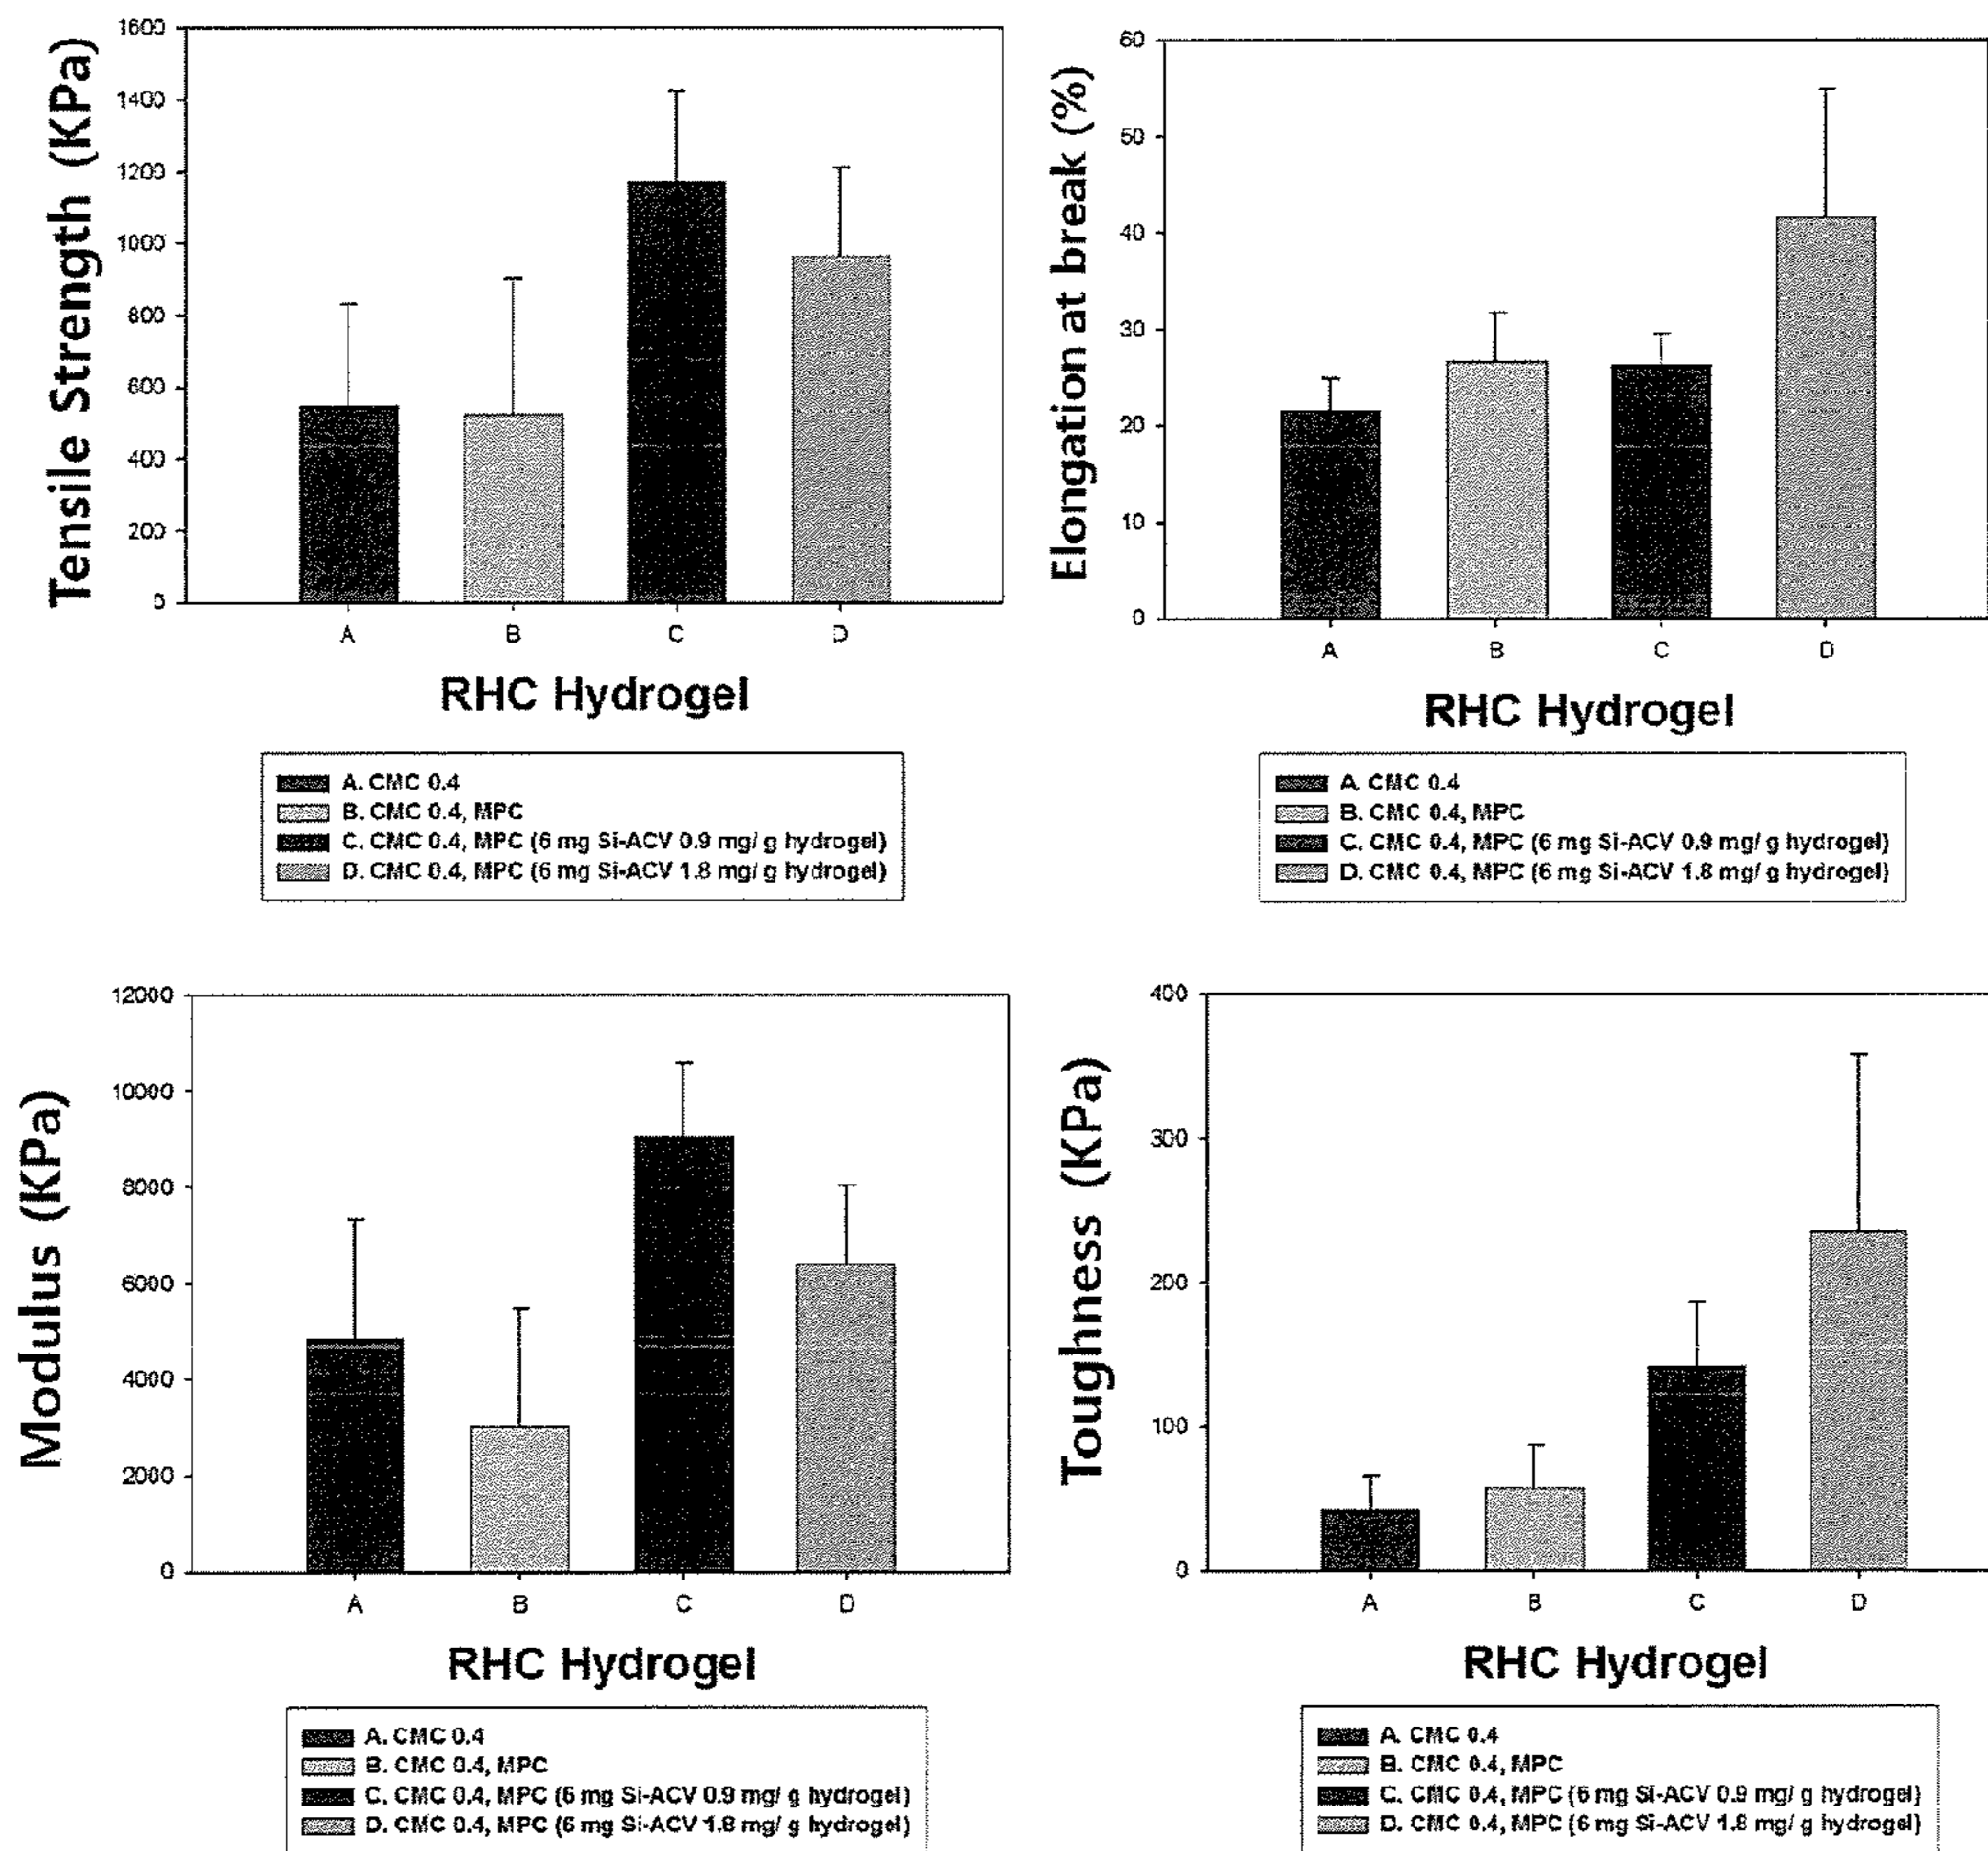 Tensile Strength (KPa)
1600
1400
1200
1000
800
600
400
200
0
A B C D
RHC Hydrogel
A. CMC 0.4
B. CMC 0.4, MPC
C. CMC 0.4, MPC (6 mg Si-ACV 0.9 mg/ g hydrogel)
D. CMC 0.4, MPC (6 mg Si-ACV 1.8 mg/ g hydrogel)
Elongation at break (%)
60
50
40
30
20
10
0
A B C D
RHC Hydrogel
A. CMC 0.4
B. CMC 0.4, MPC
C. CMC 0.4, MPC (6 mg Si-ACV 0.9 mg/ g hydrogel)
D. CMC 0.4, MPC (6 mg Si-ACV 1.8 mg/ g hydrogel)
Modulus (KPa)
12000
10000
8000
6000
4000
2000
0
A B C D
RHC Hydrogel
A. CMC 0.4
B. CMC 0.4, MPC
C. CMC 0.4, MPC (6 mg Si-ACV 0.9 mg/ g hydrogel)
D. CMC 0.4, MPC (6 mg Si-ACV 1.8 mg/ g hydrogel)
Toughness (KPa)
400
300
200
100
0
A B C D
RHC Hydrogel
A. CMC 0.4
B. CMC 0.4, MPC
C. CMC 0.4, MPC (6 mg Si-ACV 0.9 mg/ g hydrogel)
D. CMC 0.4, MPC (6 mg Si-ACV 1.8 mg/ g hydrogel)